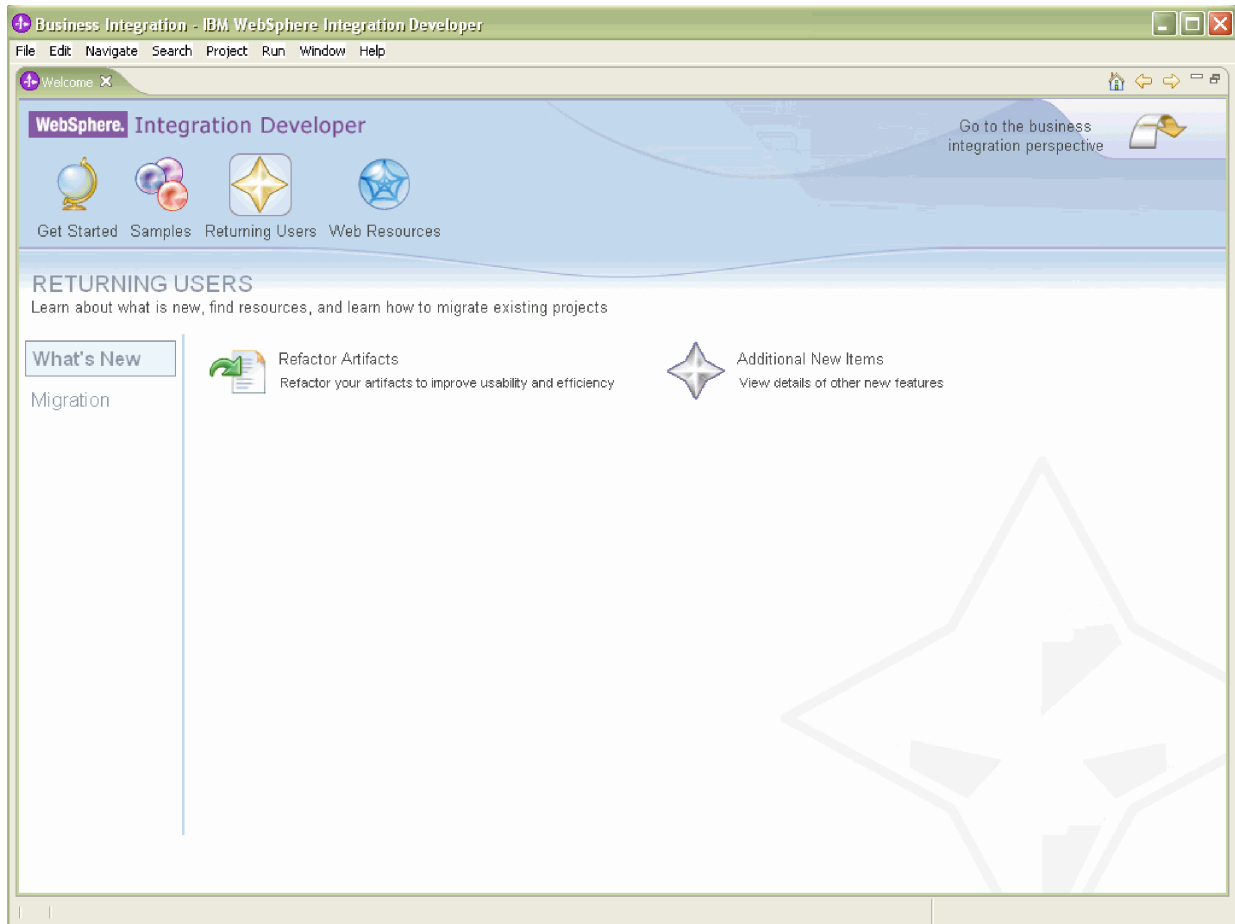 Business Integration - IBM WebSphere Integration Developer
File Edit Navigate Search Project Run Window Help
Welcome
WebSphere. Integration Developer
Go to the business
integration perspective
Get Started Samples Returning Users Web Resources
RETURNING USERS
Learn about what is new, find resources, and learn how to migrate existing projects
What's New
Migration
Refactor Artifacts
Refactor your artifacts to improve usability and efficiency
Additional New Items
View details of other new features